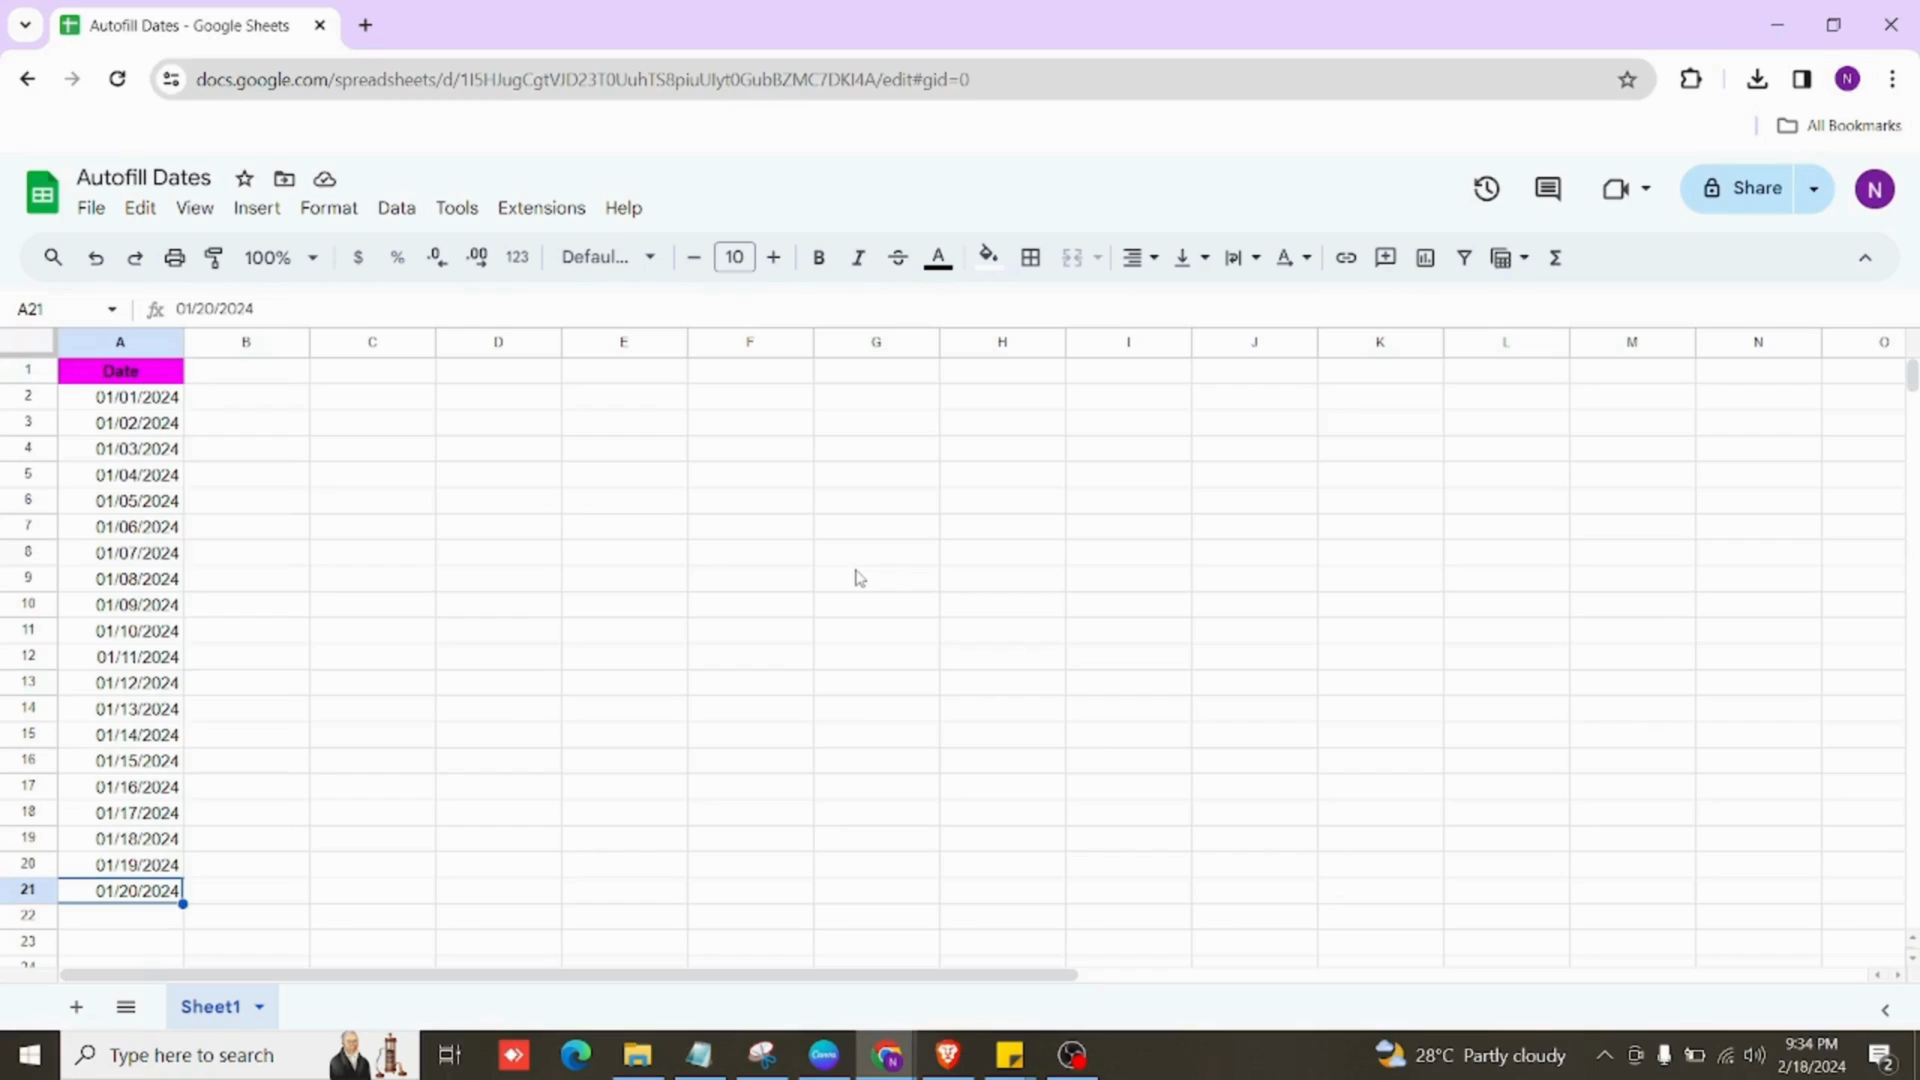 Autofill Dates - Google Sheets
docs.google.com/spreadsheets/d/1I5HJugCgtVJD23T0UuhTS8piuUIyt0GubBZMC7DKI4A/edit#gid=0
N
All Bookmarks
Autofill Dates
File Edit View Insert Format Data Tools Extensions Help
Share
N
100% $ % .0 .00 123 Defaul... 10 B I A
A21 fx 01/20/2024
A B C D E F G H I J K L M N O
1 Date
2 01/01/2024
3 01/02/2024
4 01/03/2024
5 01/04/2024
6 01/05/2024
7 01/06/2024
8 01/07/2024
9 01/08/2024
10 01/09/2024
11 01/10/2024
12 01/11/2024
13 01/12/2024
14 01/13/2024
15 01/14/2024
16 01/15/2024
17 01/16/2024
18 01/17/2024
19 01/18/2024
20 01/19/2024
21 01/20/2024
22
23
24
Sheet1
Type here to search
Canva
N
28°C Partly cloudy
9:34 PM
2/18/2024
2